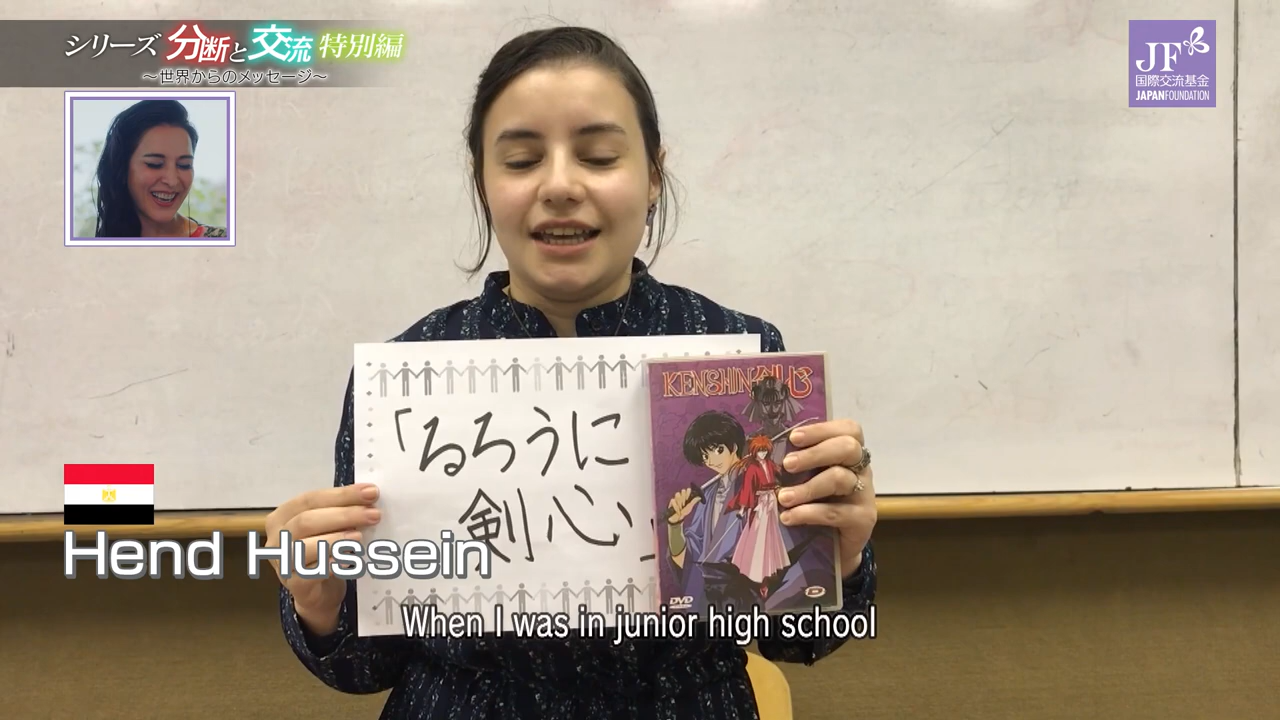 シリーズ 分断と交流 特別編
～世界からのメッセージ～
JF
国際交流基金
JAPANFOUNDATION
KENSHIN
「るろうに
剣心」
DVD
Hend Hussein
When I was in junior high school